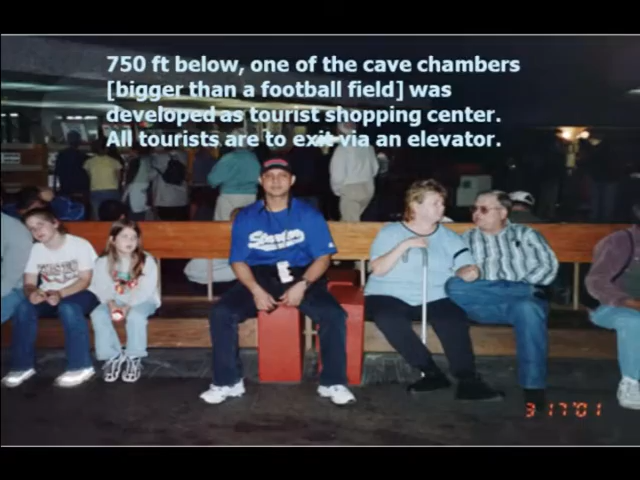 750 ft below, one of the cave chambers
[bigger than a football field] was
developed as tourist shopping center.
All tourists are to exit via an elevator.
3 17'01